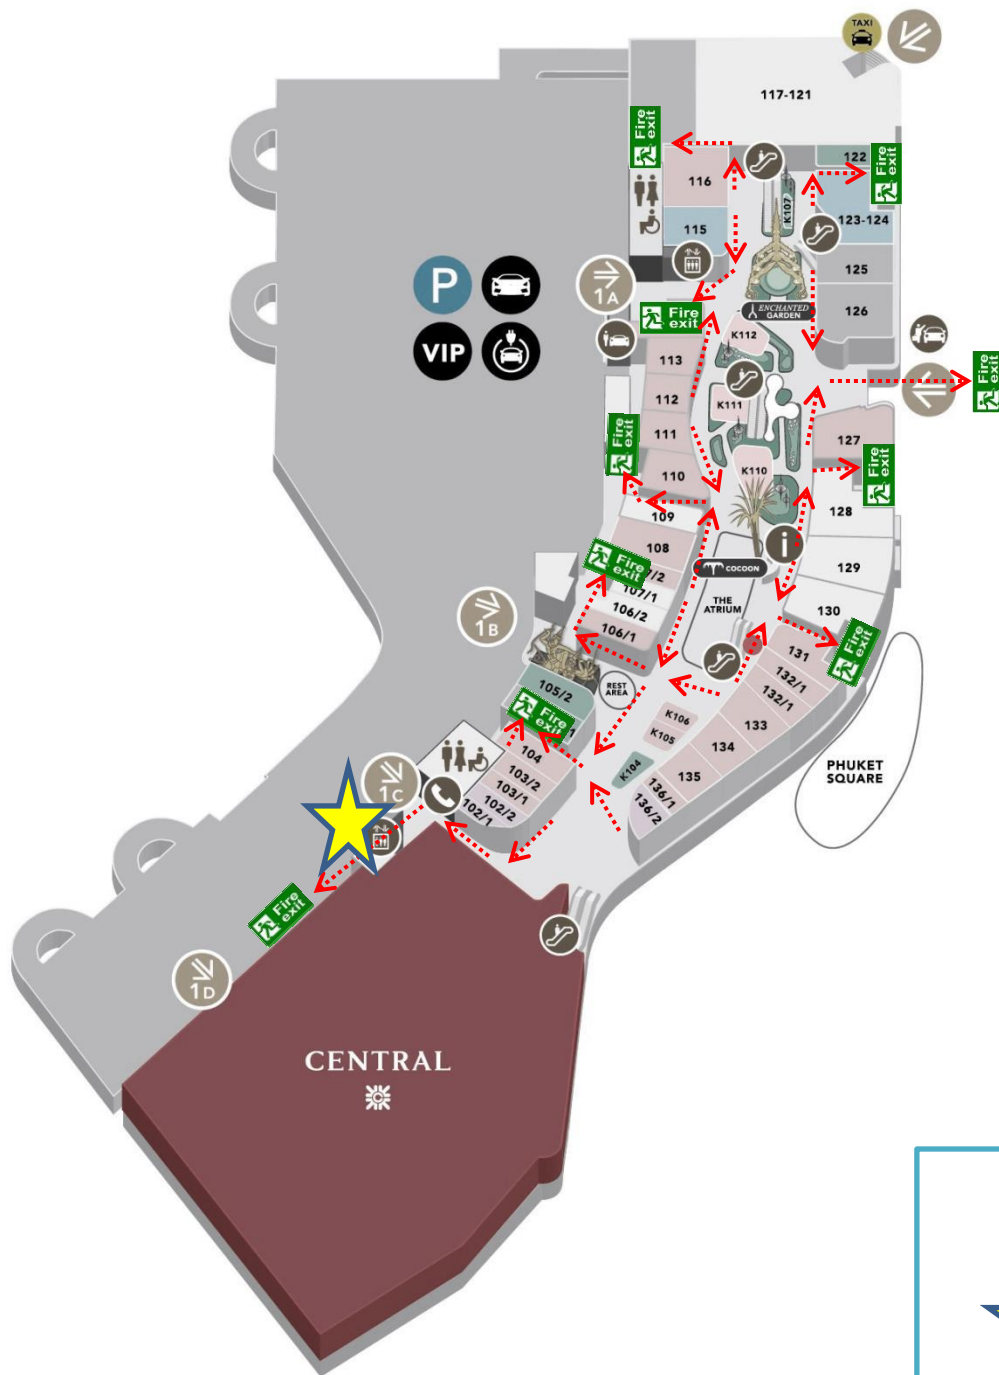 TAXI
117-121
Fire exit
122
Fire exit
116
K107
123-124
115
125
1A
ENCHANTED
GARDEN
126
Fire exit
K112
113
P
VIP
112
K111
Fire exit
111
127
Fire exit
110
K110
Fire exit
109
128
108
i
Fire exit
7/2
107/1
COCOON
129
THE
ATRIUM
106/2
130
1B
106/1
131
Fire exit
REST
AREA
132/1
105/2
132/1
Fire exit
1
K106
133
K105
134
104
PHUKET
SQUARE
103/2
K104
135
1C
103/1
136/1
102/2
136/2
102/1
Fire exit
1D
CENTRAL